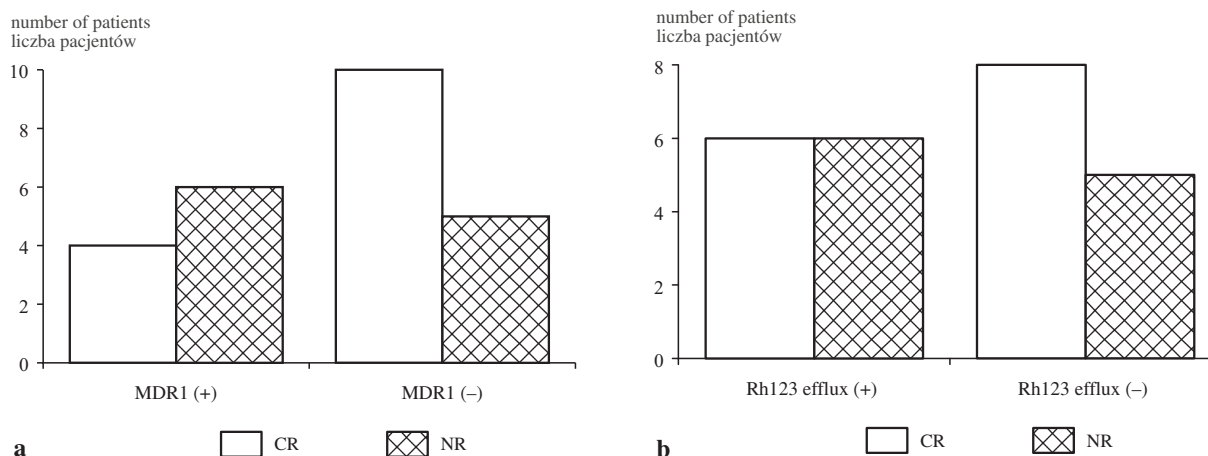 number of patients
liczba pacjentów
10
8
6
4
2
0
MDR1 (+)
MDR1 (–)
a
CR
NR
number of patients
liczba pacjentów
8
6
4
2
0
Rh123 efflux (+)
Rh123 efflux (–)
b
CR
NR